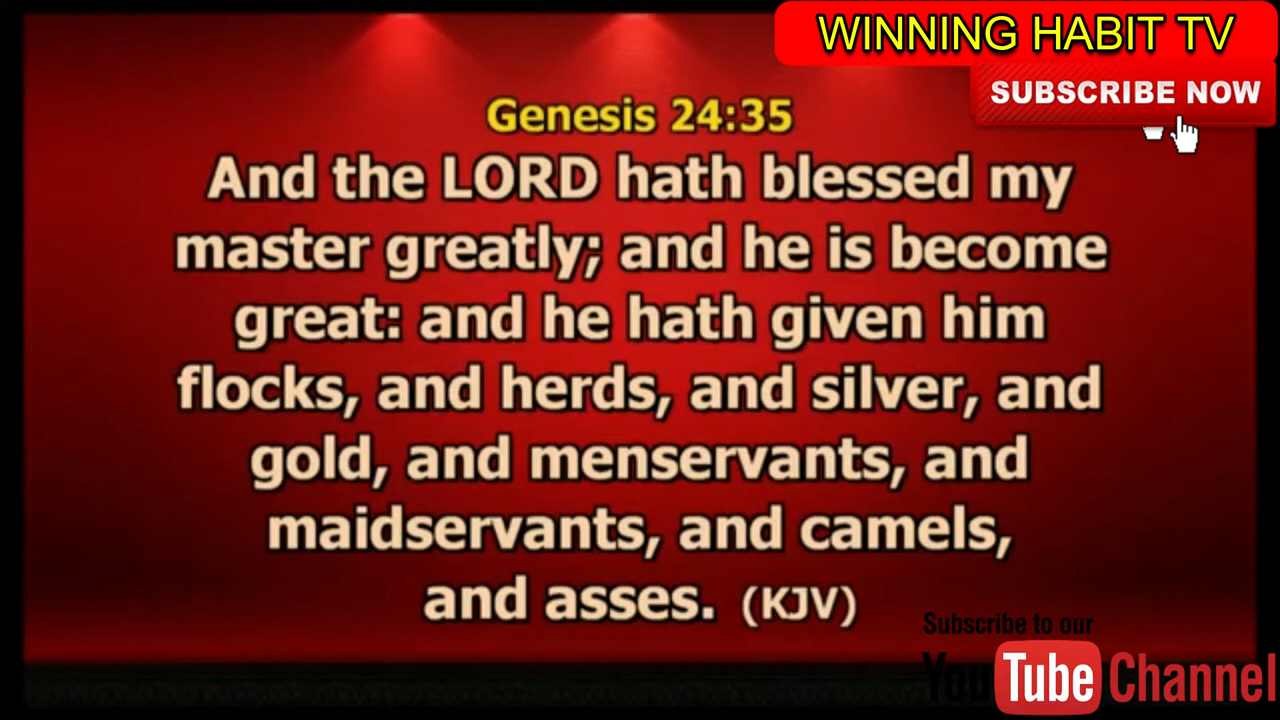 WINNING HABIT TV
SUBSCRIBE NOW
Genesis 24:35
And the LORD hath blessed my
master greatly; and he is become
great: and he hath given him
flocks, and herds, and silver, and
gold, and menservants, and
maidservants, and camels,
and asses. (KJV)
Subscribe to our
YouTube Channel